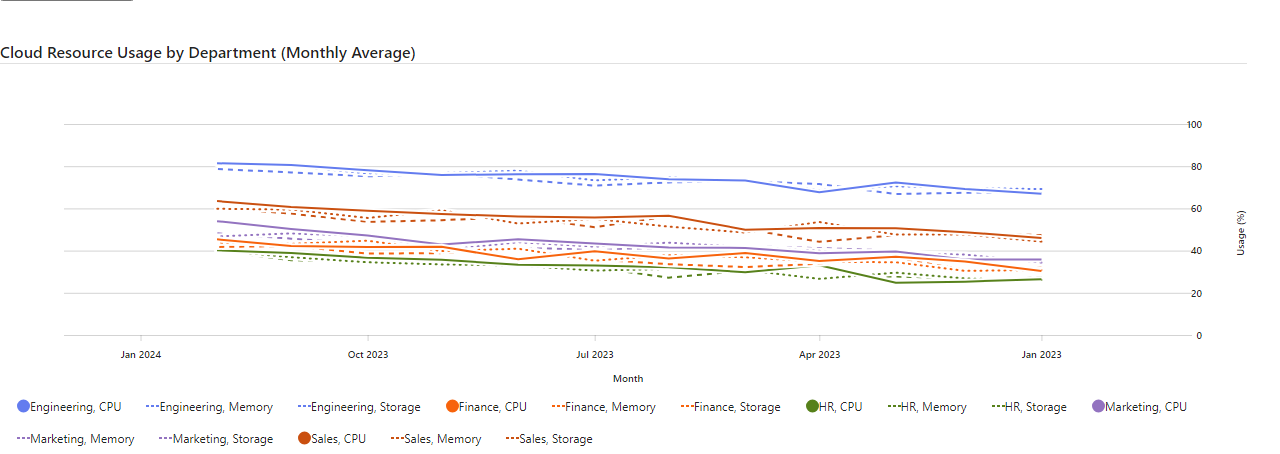 Cloud Resource Usage by Department (Monthly Average)
100
80
60
40
20
0
Usage (%)
Jan 2024 Oct 2023 Jul 2023 Apr 2023 Jan 2023
Month
Engineering, CPU Engineering, Memory Engineering, Storage Finance, CPU Finance, Memory Finance, Storage HR, CPU HR, Memory HR, Storage Marketing, CPU
Marketing, Memory Marketing, Storage Sales, CPU Sales, Memory Sales, Storage